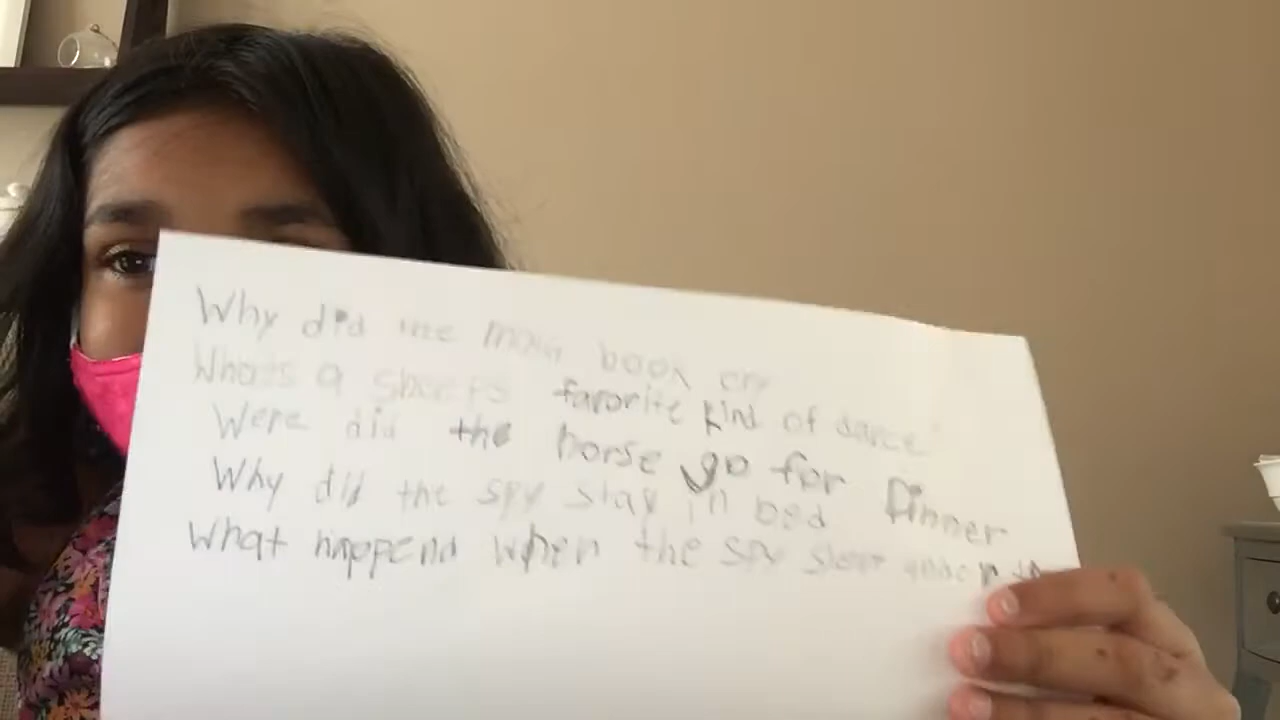 Why did the math book cry
Whats a favorite kind of dance
Were did the horse go for Dinner
Why did the spy stay in bed
What happend when the spy